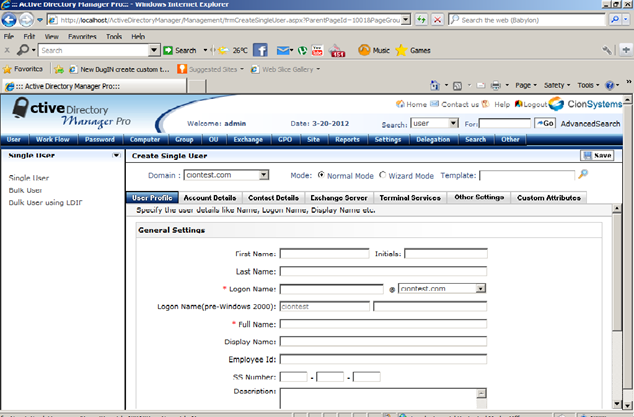 ::: Active Directory Manager Pro::: - Windows Internet Explorer
http://localhost/ActiveDirectoryManager/Management/frmCreateSingleUser.aspx?ParentPageId=1001&PageGrou
Search the web (Babylon)
File Edit View Favorites Tools Help
Search Search 26°C You Tube 451 Music Games
Favorites New DugIN create custom t... Suggested Sites Web Slice Gallery
::: Active Directory Manager Pro::: Page Safety Tools
Active Directory Manager Pro
Home Contact us Help Logout CionSystems
Welcome: admin Date: 3-20-2012 Search: user For: Go AdvancedSearch
User Work Flow Password Computer Group OU Exchange GPO Site Reports Settings Delegation Search Other
Single User Create Single User Save
Single User
Bulk User
Bulk User using LDIF
Domain : ciontest.com Mode: Normal Mode Wizard Mode Template:
User Profile Account Details Contact Details Exchange Server Terminal Services Other Settings Custom Attributes
Specify the user details like Name, Logon Name, Display Name etc.
General Settings
First Name: Initials:
Last Name:
* Logon Name: @ ciontest.com
Logon Name(pre-Windows 2000): ciontest
* Full Name:
Display Name:
Employee Id:
SS Number: - -
Description: